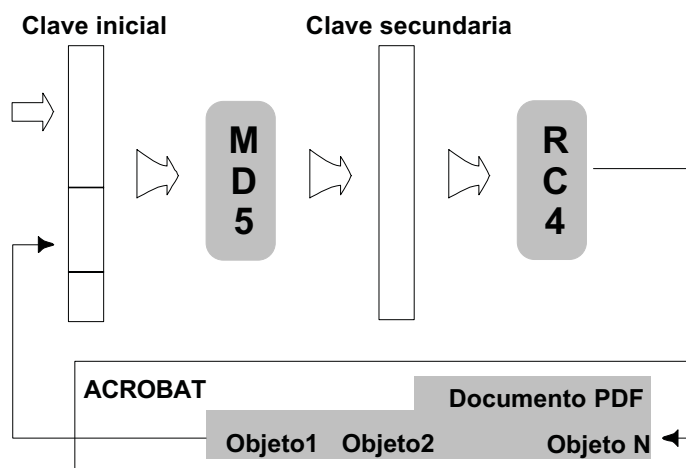 Clave inicial
Clave secundaria
M
D
5
R
C
4
ACROBAT
Documento PDF
Objeto1 Objeto2 Objeto N